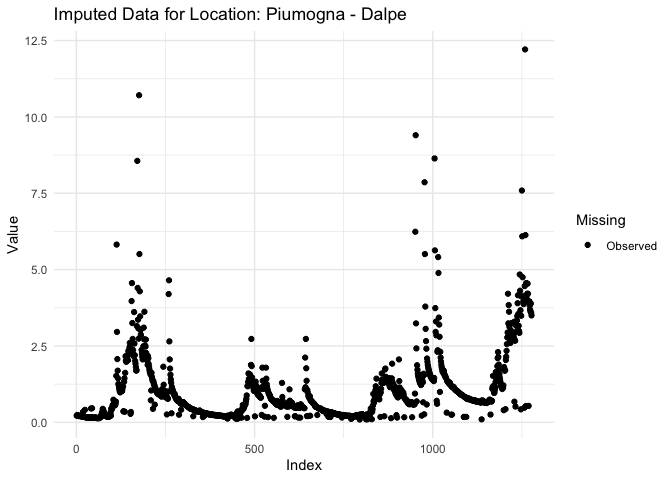 Imputed Data for Location: Piumogna - Dalpe
12.5
10.0
7.5
5.0
2.5
0.0
Value
0 500 1000
Index
Missing
Observed